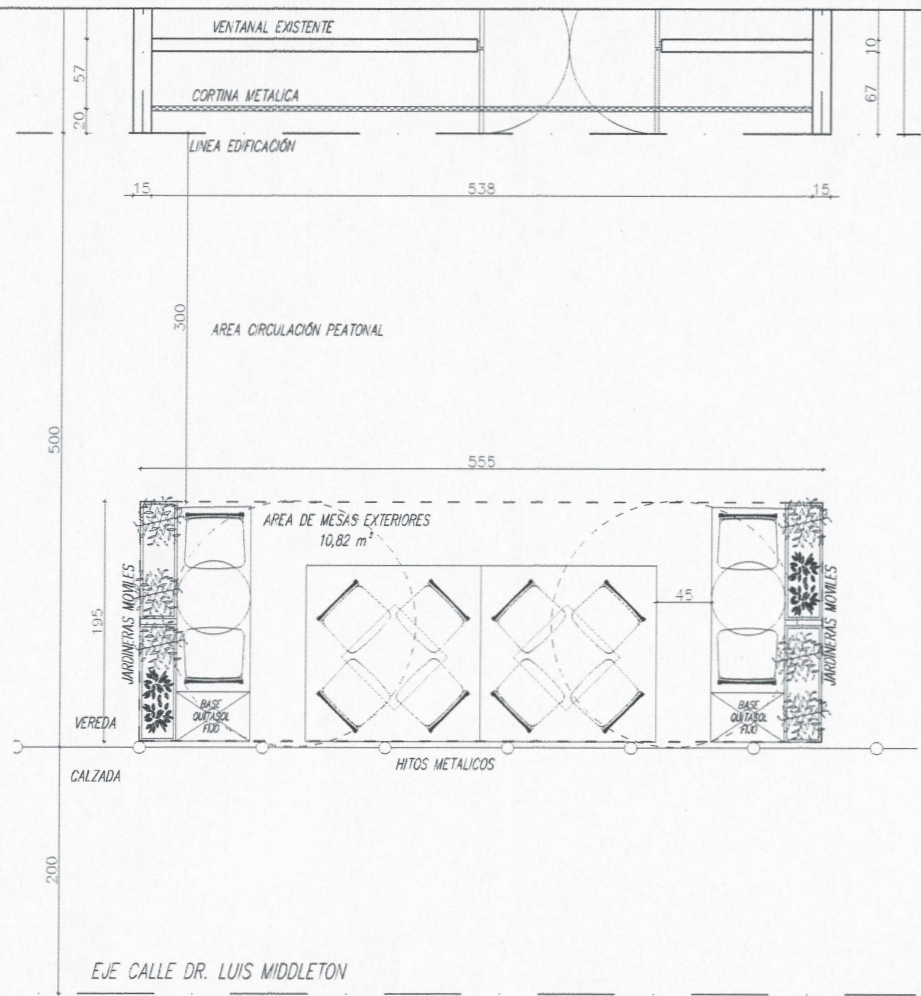 VENTANAL EXISTENTE
57
10
67
CORTINA METALICA
20
LINEA EDIFICACIÓN
15
538
15
300
AREA CIRCULACIÓN PEATONAL
500
555
AREA DE MESAS EXTERIORES
10,82 m²
JARDINERAS MOVILES
195
45
JARDINERAS MOVILES
BASE
QUITASOL
FIJO
BASE
QUITASOL
FIJO
VEREDA
HITOS METALICOS
CALZADA
200
EJE CALLE DR. LUIS MIDDLETON